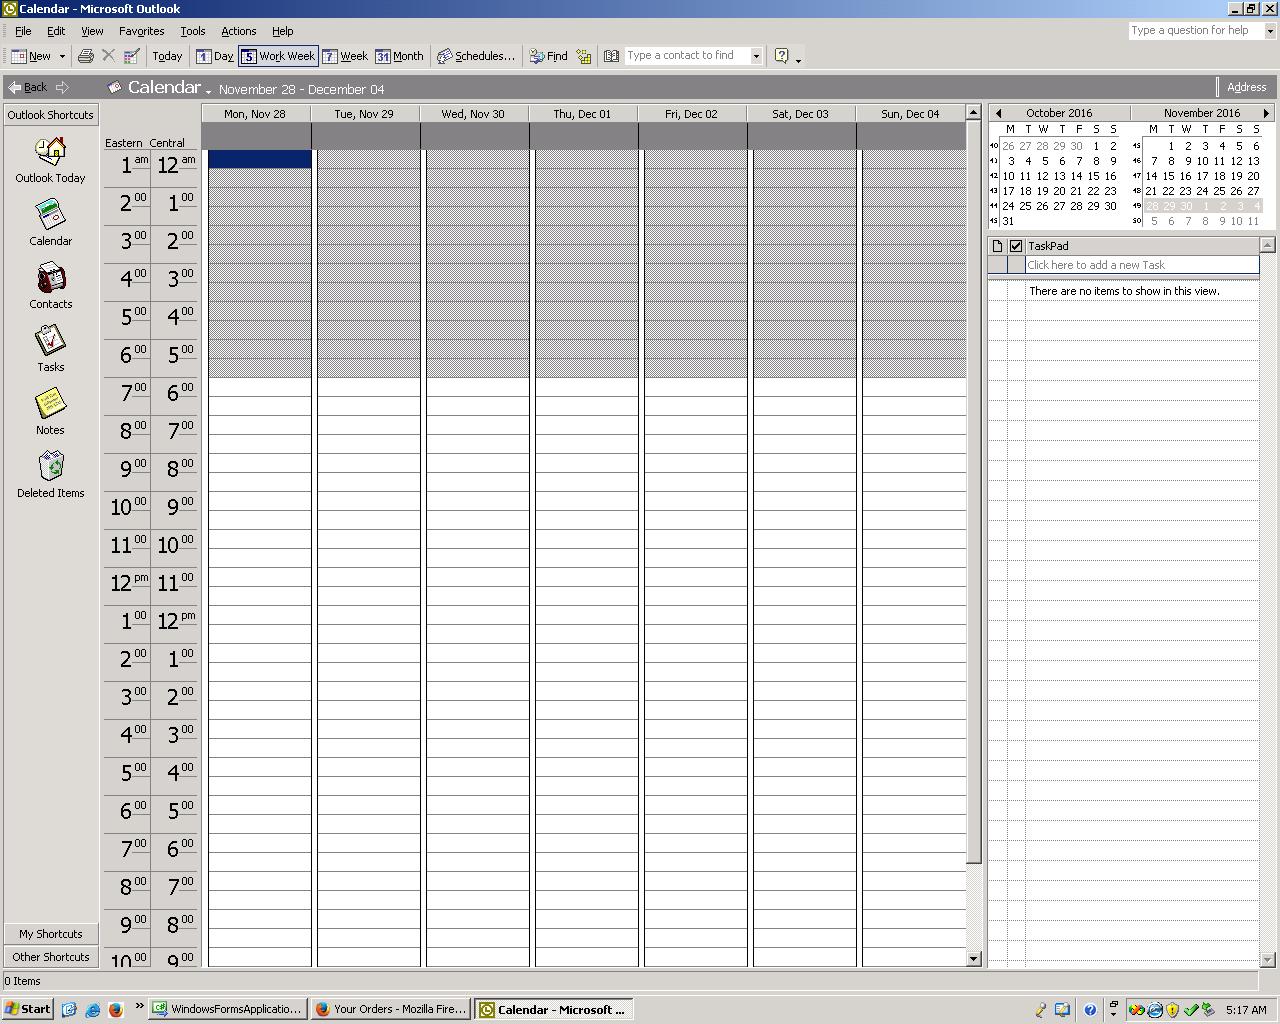 Calendar - Microsoft Outlook
File Edit View Favorites Tools Actions Help Type a question for help
New Today 1 Day 5 Work Week 7 Week 31 Month Schedules... Find Type a contact to find
Back Calendar November 28 - December 04 Address
Outlook Shortcuts
Outlook Today
Calendar
Contacts
Tasks
Notes
Deleted Items
My Shortcuts
Other Shortcuts
Mon, Nov 28 Tue, Nov 29 Wed, Nov 30 Thu, Dec 01 Fri, Dec 02 Sat, Dec 03 Sun, Dec 04
Eastern Central
1 am 12 am
2 00 1 00
3 00 2 00
4 00 3 00
5 00 4 00
6 00 5 00
7 00 6 00
8 00 7 00
9 00 8 00
10 00 9 00
11 00 10 00
12 pm 11 00
1 00 12 pm
2 00 1 00
3 00 2 00
4 00 3 00
5 00 4 00
6 00 5 00
7 00 6 00
8 00 7 00
9 00 8 00
10 00 9 00
October 2016
M T W T F S S
40 26 27 28 29 30 1 2
41 3 4 5 6 7 8 9
42 10 11 12 13 14 15 16
43 17 18 19 20 21 22 23
44 24 25 26 27 28 29 30
45 31
November 2016
M T W T F S S
45 1 2 3 4 5 6
46 7 8 9 10 11 12 13
47 14 15 16 17 18 19 20
48 21 22 23 24 25 26 27
49 28 29 30 1 2 3 4
50 5 6 7 8 9 10 11
TaskPad
Click here to add a new Task
There are no items to show in this view.
0 Items
Start » WindowsFormsApplicatio... Your Orders - Mozilla Fire... Calendar - Microsoft ... 5:17 AM